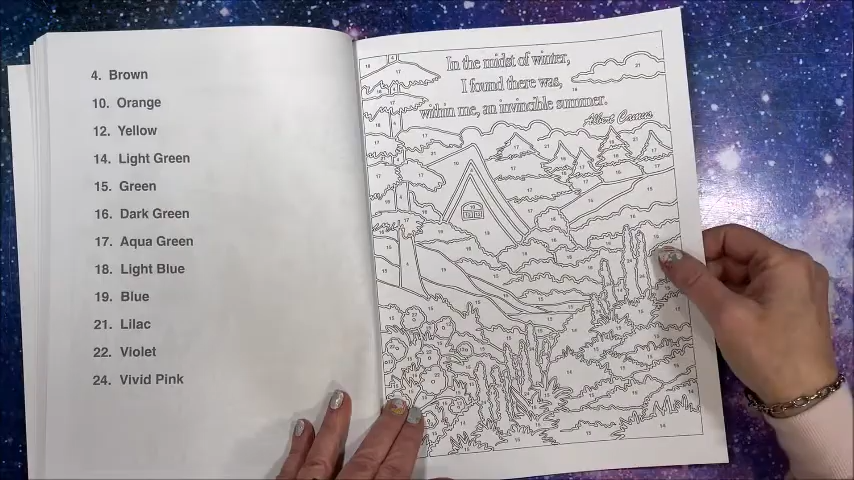 4. Brown
10. Orange
12. Yellow
14. Light Green
15. Green
16. Dark Green
17. Aqua Green
18. Light Blue
19. Blue
21. Lilac
22. Violet
24. Vivid Pink
In the midst of winter,
I found there was,
within me, an invincible summer.
Albert Camus